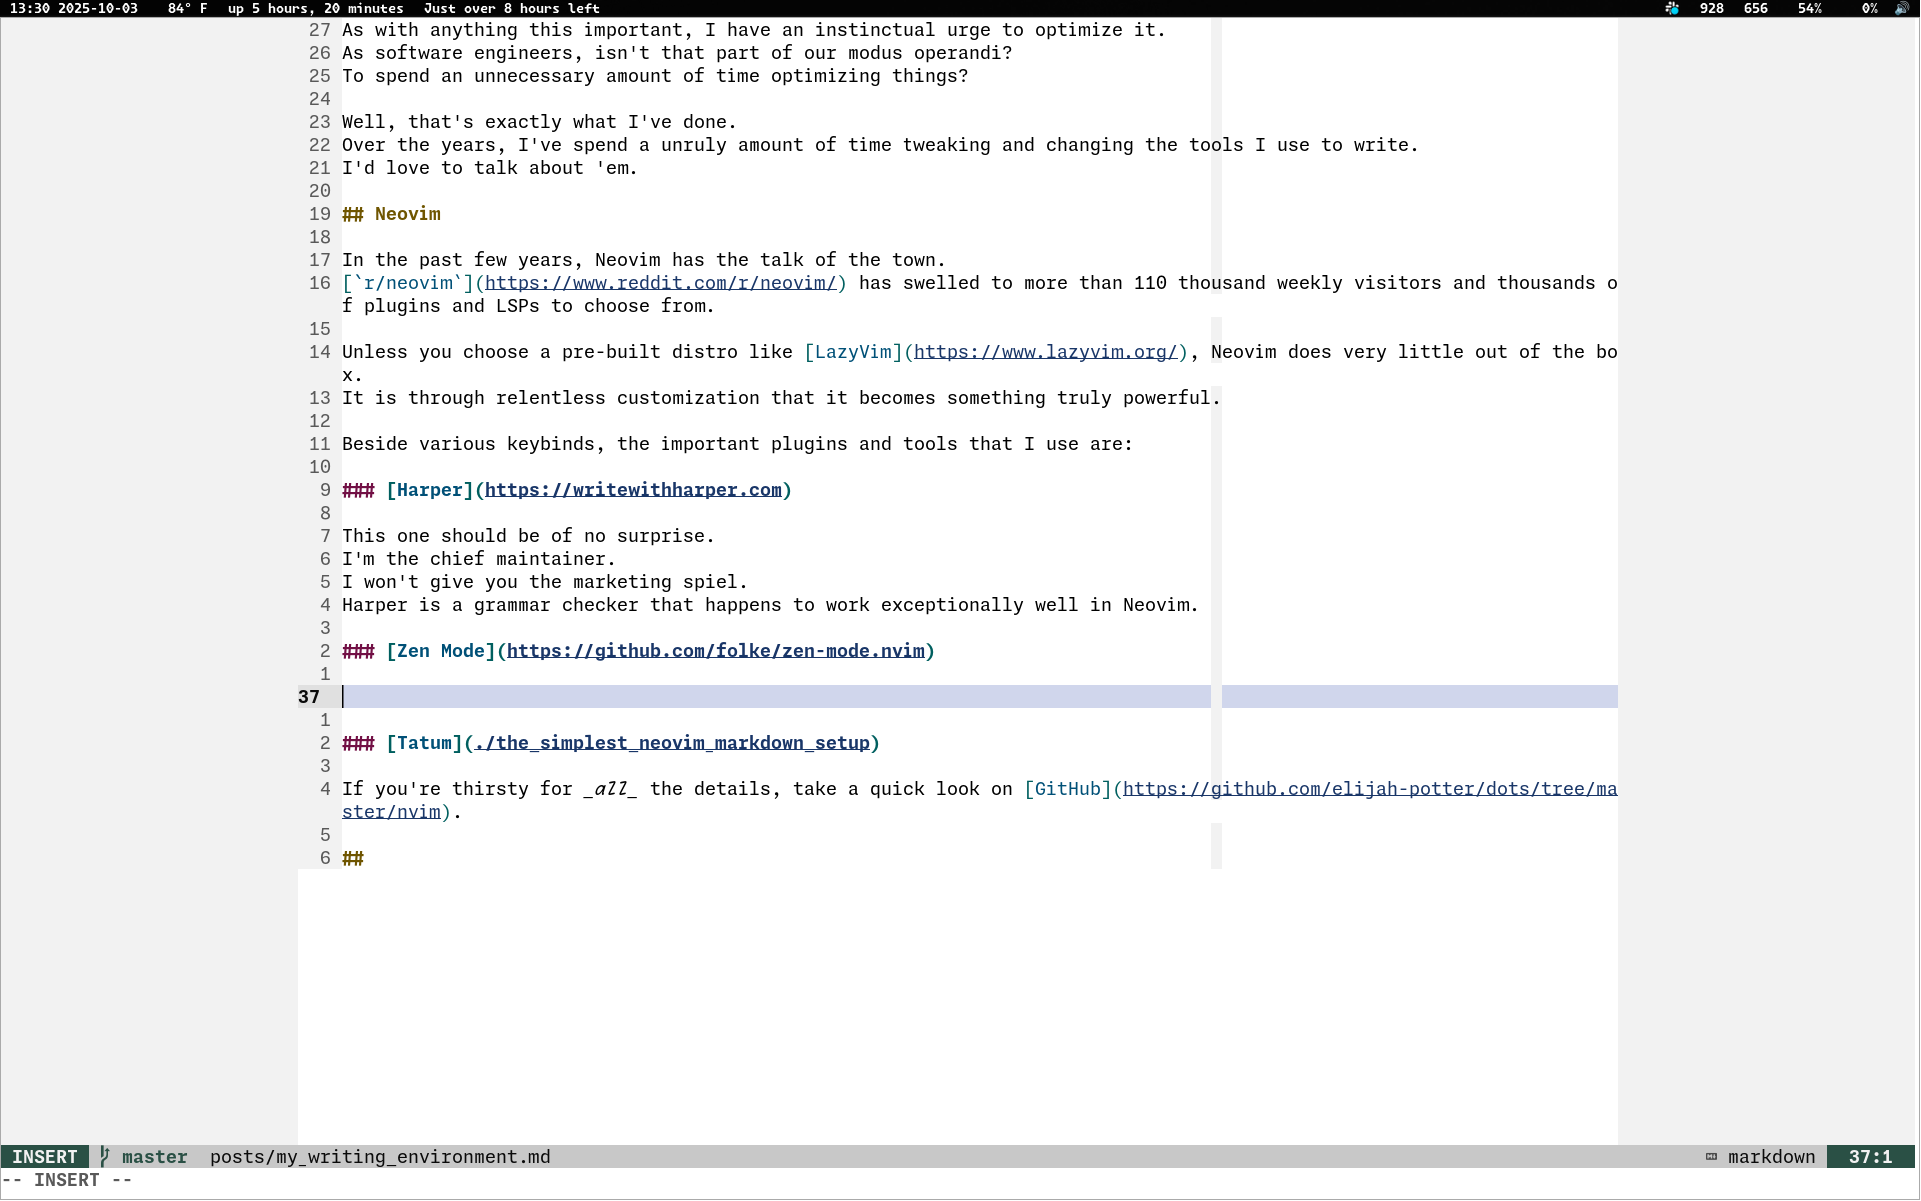 13:30 2025-10-03 84° F up 5 hours, 20 minutes Just over 8 hours left 928 656 54% 0%
27 As with anything this important, I have an instinctual urge to optimize it.
26 As software engineers, isn't that part of our modus operandi?
25 To spend an unnecessary amount of time optimizing things?
24
23 Well, that's exactly what I've done.
22 Over the years, I've spend a unruly amount of time tweaking and changing the tools I use to write.
21 I'd love to talk about 'em.
20
19 ## Neovim
18
17 In the past few years, Neovim has the talk of the town.
16 [`r/neovim`](https://www.reddit.com/r/neovim/) has swelled to more than 110 thousand weekly visitors and thousands o
f plugins and LSPs to choose from.
15
14 Unless you choose a pre-built distro like [LazyVim](https://www.lazyvim.org/), Neovim does very little out of the bo
x.
13 It is through relentless customization that it becomes something truly powerful.
12
11 Beside various keybinds, the important plugins and tools that I use are:
10
9 ### [Harper](https://writewithharper.com)
8
7 This one should be of no surprise.
6 I'm the chief maintainer.
5 I won't give you the marketing spiel.
4 Harper is a grammar checker that happens to work exceptionally well in Neovim.
3
2 ### [Zen Mode](https://github.com/folke/zen-mode.nvim)
1
37
1
2 ### [Tatum](./the_simplest_neovim_markdown_setup)
3
4 If you're thirsty for _all_ the details, take a quick look on [GitHub](https://github.com/elijah-potter/dots/tree/ma
ster/nvim).
5
6 ##
INSERT master posts/my_writing_environment.md markdown 37:1
-- INSERT --